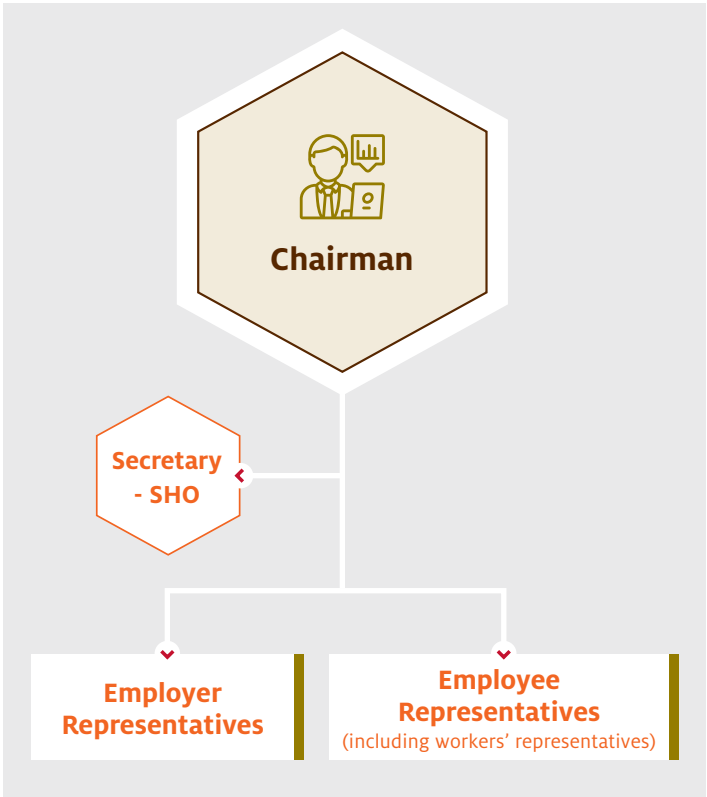 Chairman
Secretary
- SHO
Employer
Representatives
Employee
Representatives
(including workers’ representatives)